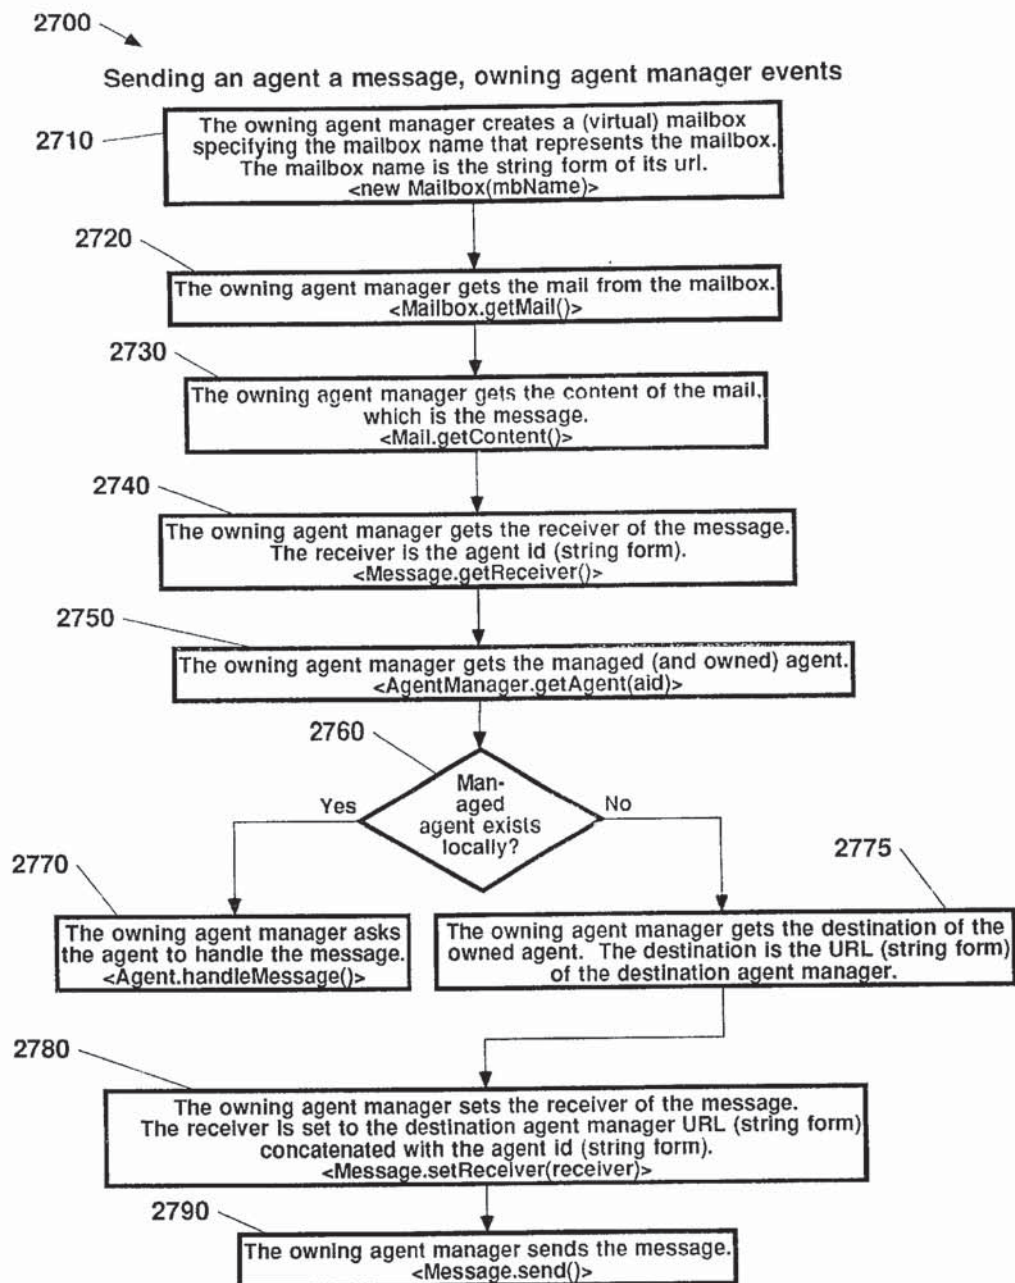 2700
Sending an agent a message, owning agent manager events
2710
The owning agent manager creates a (virtual) mailbox
specifying the mailbox name that represents the mailbox.
The mailbox name is the string form of its url.
<new Mailbox(mbName)>
2720
The owning agent manager gets the mail from the mailbox.
<Mailbox.getMail()>
2730
The owning agent manager gets the content of the mail,
which is the message.
<Mail.getContent()>
2740
The owning agent manager gets the receiver of the message.
The receiver is the agent id (string form).
<Message.getReceiver()>
2750
The owning agent manager gets the managed (and owned) agent.
<AgentManager.getAgent(aid)>
2760
Man-
aged
agent exists
locally?
Yes
No
2770
The owning agent manager asks
the agent to handle the message.
<Agent.handleMessage()>
2775
The owning agent manager gets the destination of the
owned agent. The destination is the URL (string form)
of the destination agent manager.
2780
The owning agent manager sets the receiver of the message.
The receiver is set to the destination agent manager URL (string form)
concatenated with the agent id (string form).
<Message.setReceiver(receiver)>
2790
The owning agent manager sends the message.
<Message.send()>